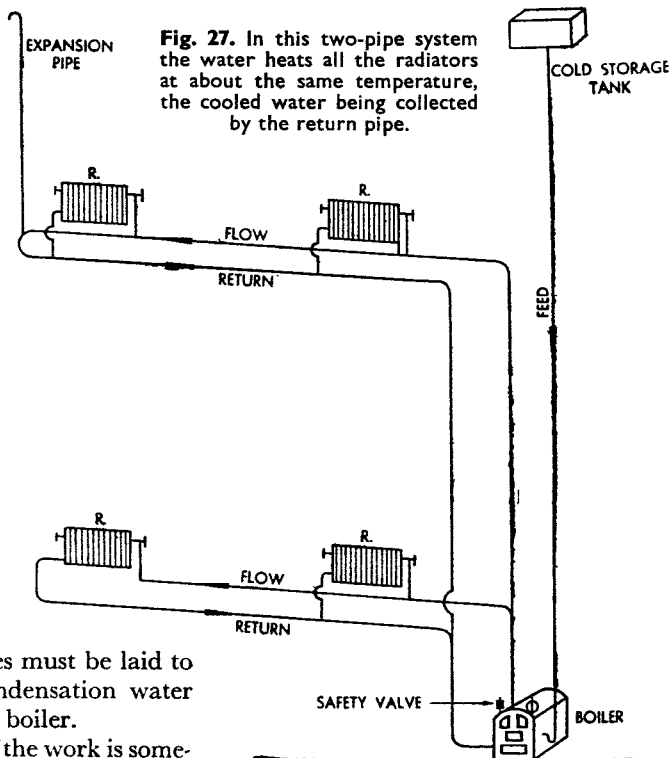 EXPANSION
PIPE
Fig. 27. In this two-pipe system
the water heats all the radiators
at about the same temperature,
the cooled water being collected
by the return pipe.
COLD STORAGE
TANK
R.
R.
FLOW
RETURN
FEED
R.
R.
FLOW
RETURN
SAFETY VALVE
BOILER
es must be laid to
ndensation water
boiler.
the work is some-